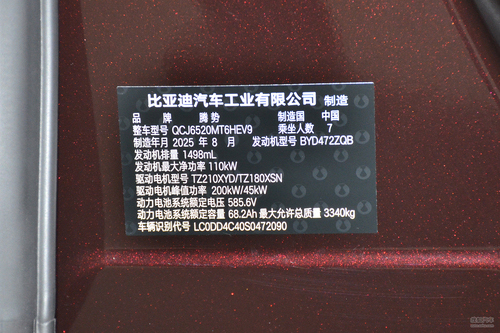 比亚迪汽车工业有限公司 制造
品 牌 腾势 制造国 中国
整车型号 QCJ6520MT6HEV9 乘坐人数 7
制造年月 2025 年 8 月 发动机型号 BYD472ZQB
发动机排量 1498mL
发动机最大净功率 110kW
驱动电机型号 TZ210XYD/TZ180XSN
驱动电机峰值功率 200kW/45kW
动力电池系统额定电压 585.6V
动力电池系统额定容量 68.2Ah 最大允许总质量 3340kg
车辆识别代号 LC0DD4C40S0472090